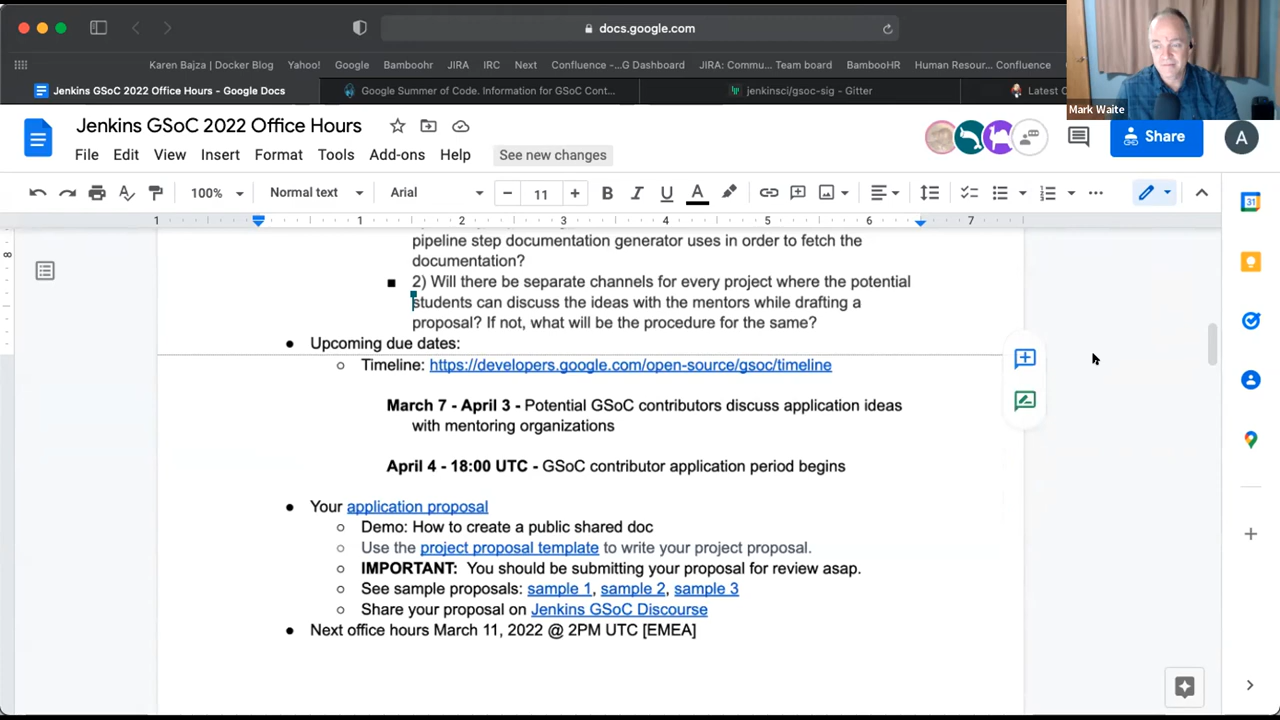 docs.google.com
Karen Bajza | Docker Blog Yahoo! Google Bamboohr JIRA IRC Next Confluence -...G Dashboard JIRA: Commu... Team board BambooHR Human Resour... Confluence
Jenkins GSoC 2022 Office Hours - Google Docs
Google Summer of Code. Information for GSoC Cont...
jenkinsci/gsoc-sig - Gitter
Latest
Mark Waite
Jenkins GSoC 2022 Office Hours
Share
A
File Edit View Insert Format Tools Add-ons Help See new changes
100% Normal text Arial 11 B I U A
1 1 2 3 4 5 6 7
8
31
pipeline step documentation generator uses in order to fetch the
documentation?
2) Will there be separate channels for every project where the potential
students can discuss the ideas with the mentors while drafting a
proposal? If not, what will be the procedure for the same?
Upcoming due dates:
Timeline: https://developers.google.com/open-source/gsoc/timeline
March 7 - April 3 - Potential GSoC contributors discuss application ideas
with mentoring organizations
April 4 - 18:00 UTC - GSoC contributor application period begins
Your application proposal
Demo: How to create a public shared doc
Use the project proposal template to write your project proposal.
IMPORTANT: You should be submitting your proposal for review asap.
See sample proposals: sample 1, sample 2, sample 3
Share your proposal on Jenkins GSoC Discourse
Next office hours March 11, 2022 @ 2PM UTC [EMEA]